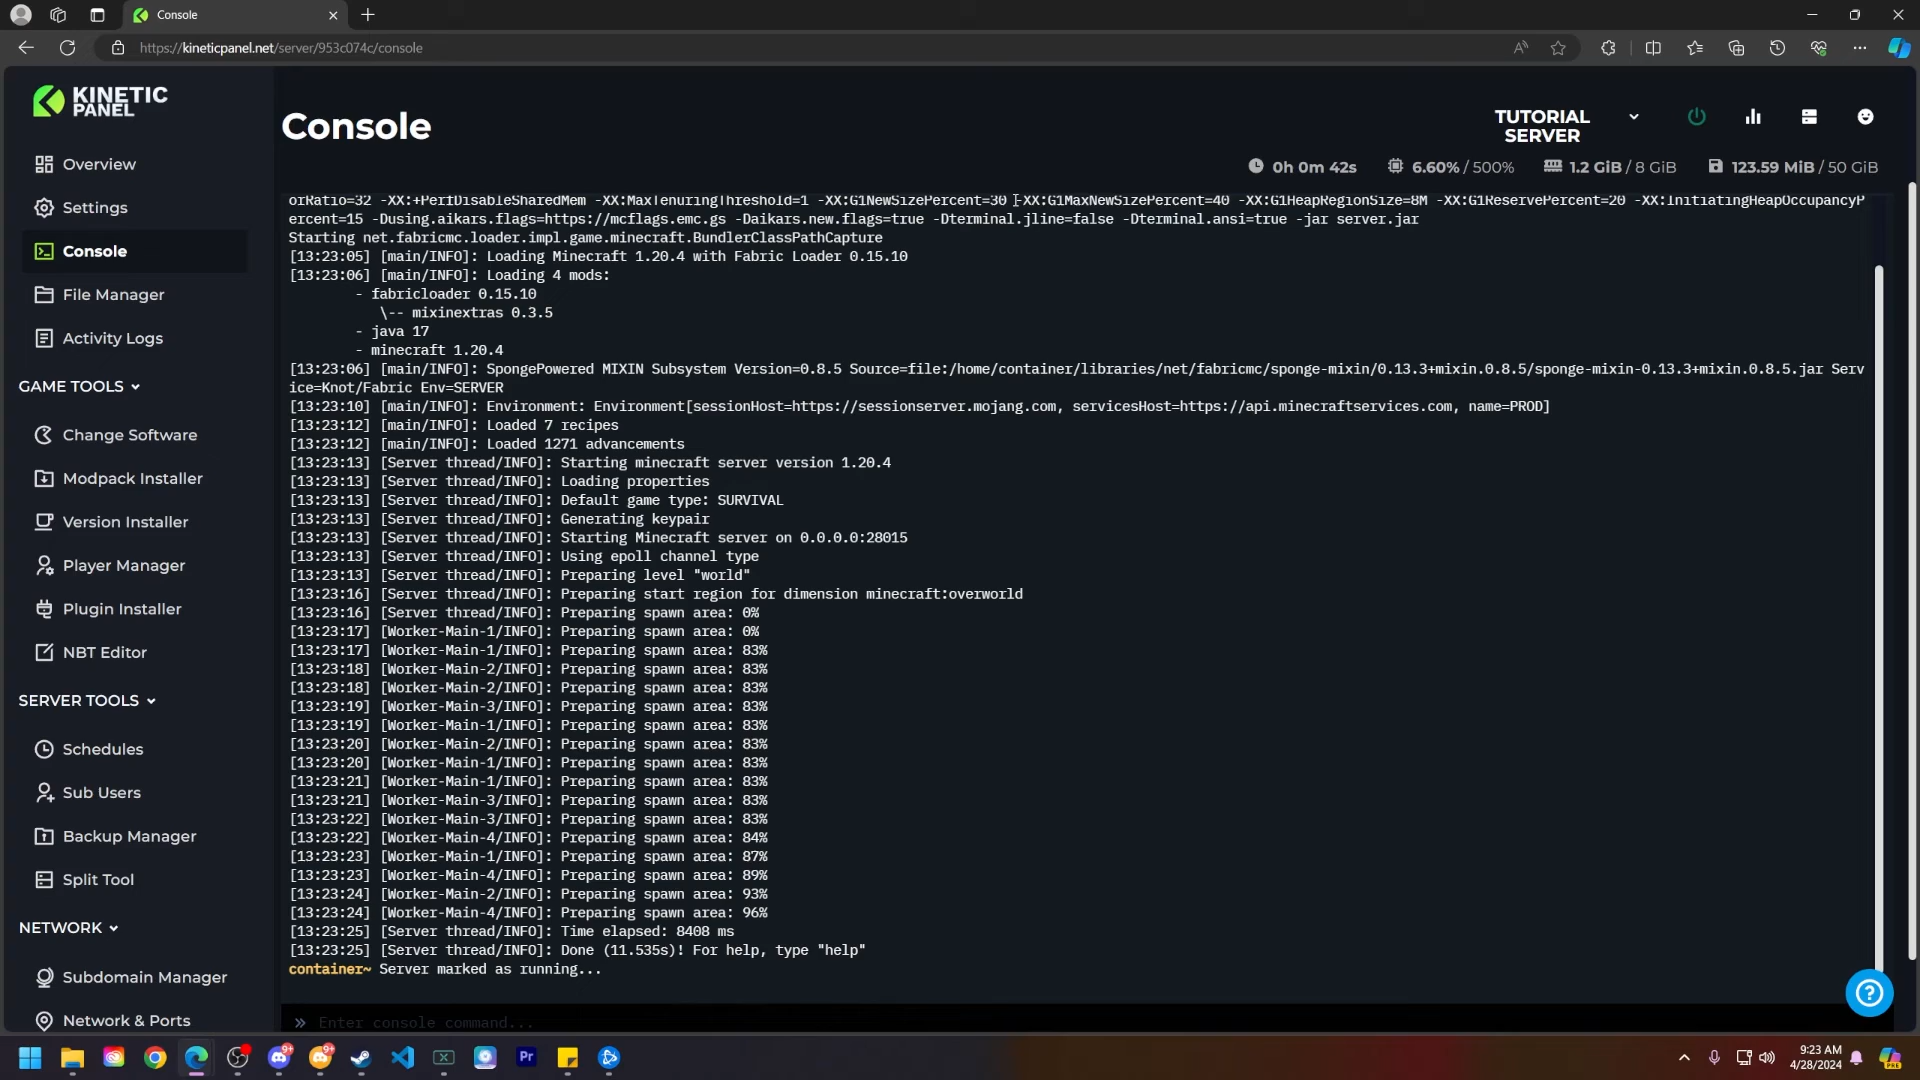 Console
https://kineticpanel.net/server/953c074c/console
KINETIC
PANEL
Overview
Settings
Console
File Manager
Activity Logs
GAME TOOLS
Change Software
Modpack Installer
Version Installer
Player Manager
Plugin Installer
NBT Editor
SERVER TOOLS
Schedules
Sub Users
Backup Manager
Split Tool
NETWORK
Subdomain Manager
Network & Ports
Console
TUTORIAL
SERVER
0h 0m 42s
6.60% / 500%
1.2 GiB / 8 GiB
123.59 MiB / 50 GiB
orRatio=32 -XX:+PerfDisableSharedMem -XX:MaxTenuringThreshold=1 -XX:G1NewSizePercent=30 -XX:G1MaxNewSizePercent=40 -XX:G1HeapRegionSize=8M -XX:G1ReservePercent=20 -XX:InitiatingHeapOccupancyP
ercent=15 -Dusing.aikars.flags=https://mcflags.emc.gs -Daikars.new.flags=true -Dterminal.jline=false -Dterminal.ansi=true -jar server.jar
Starting net.fabricmc.loader.impl.game.minecraft.BundlerClassPathCapture
[13:23:05] [main/INFO]: Loading Minecraft 1.20.4 with Fabric Loader 0.15.10
[13:23:06] [main/INFO]: Loading 4 mods:
- fabricloader 0.15.10
\-- mixinextras 0.3.5
- java 17
- minecraft 1.20.4
[13:23:06] [main/INFO]: SpongePowered MIXIN Subsystem Version=0.8.5 Source=file:/home/container/libraries/net/fabricmc/sponge-mixin/0.13.3+mixin.0.8.5/sponge-mixin-0.13.3+mixin.0.8.5.jar Serv
ice=Knot/Fabric Env=SERVER
[13:23:10] [main/INFO]: Environment: Environment[sessionHost=https://sessionserver.mojang.com, servicesHost=https://api.minecraftservices.com, name=PROD]
[13:23:12] [main/INFO]: Loaded 7 recipes
[13:23:12] [main/INFO]: Loaded 1271 advancements
[13:23:13] [Server thread/INFO]: Starting minecraft server version 1.20.4
[13:23:13] [Server thread/INFO]: Loading properties
[13:23:13] [Server thread/INFO]: Default game type: SURVIVAL
[13:23:13] [Server thread/INFO]: Generating keypair
[13:23:13] [Server thread/INFO]: Starting Minecraft server on 0.0.0.0:28015
[13:23:13] [Server thread/INFO]: Using epoll channel type
[13:23:13] [Server thread/INFO]: Preparing level "world"
[13:23:16] [Server thread/INFO]: Preparing start region for dimension minecraft:overworld
[13:23:16] [Server thread/INFO]: Preparing spawn area: 0%
[13:23:17] [Worker-Main-1/INFO]: Preparing spawn area: 0%
[13:23:17] [Worker-Main-1/INFO]: Preparing spawn area: 83%
[13:23:18] [Worker-Main-2/INFO]: Preparing spawn area: 83%
[13:23:18] [Worker-Main-2/INFO]: Preparing spawn area: 83%
[13:23:19] [Worker-Main-3/INFO]: Preparing spawn area: 83%
[13:23:19] [Worker-Main-1/INFO]: Preparing spawn area: 83%
[13:23:20] [Worker-Main-2/INFO]: Preparing spawn area: 83%
[13:23:20] [Worker-Main-1/INFO]: Preparing spawn area: 83%
[13:23:21] [Worker-Main-1/INFO]: Preparing spawn area: 83%
[13:23:21] [Worker-Main-3/INFO]: Preparing spawn area: 83%
[13:23:22] [Worker-Main-3/INFO]: Preparing spawn area: 83%
[13:23:22] [Worker-Main-4/INFO]: Preparing spawn area: 84%
[13:23:23] [Worker-Main-1/INFO]: Preparing spawn area: 87%
[13:23:23] [Worker-Main-4/INFO]: Preparing spawn area: 89%
[13:23:24] [Worker-Main-2/INFO]: Preparing spawn area: 93%
[13:23:24] [Worker-Main-4/INFO]: Preparing spawn area: 96%
[13:23:25] [Server thread/INFO]: Time elapsed: 8408 ms
[13:23:25] [Server thread/INFO]: Done (11.535s)! For help, type "help"
container~ Server marked as running...
» Enter console command...
9:23 AM
4/28/2024